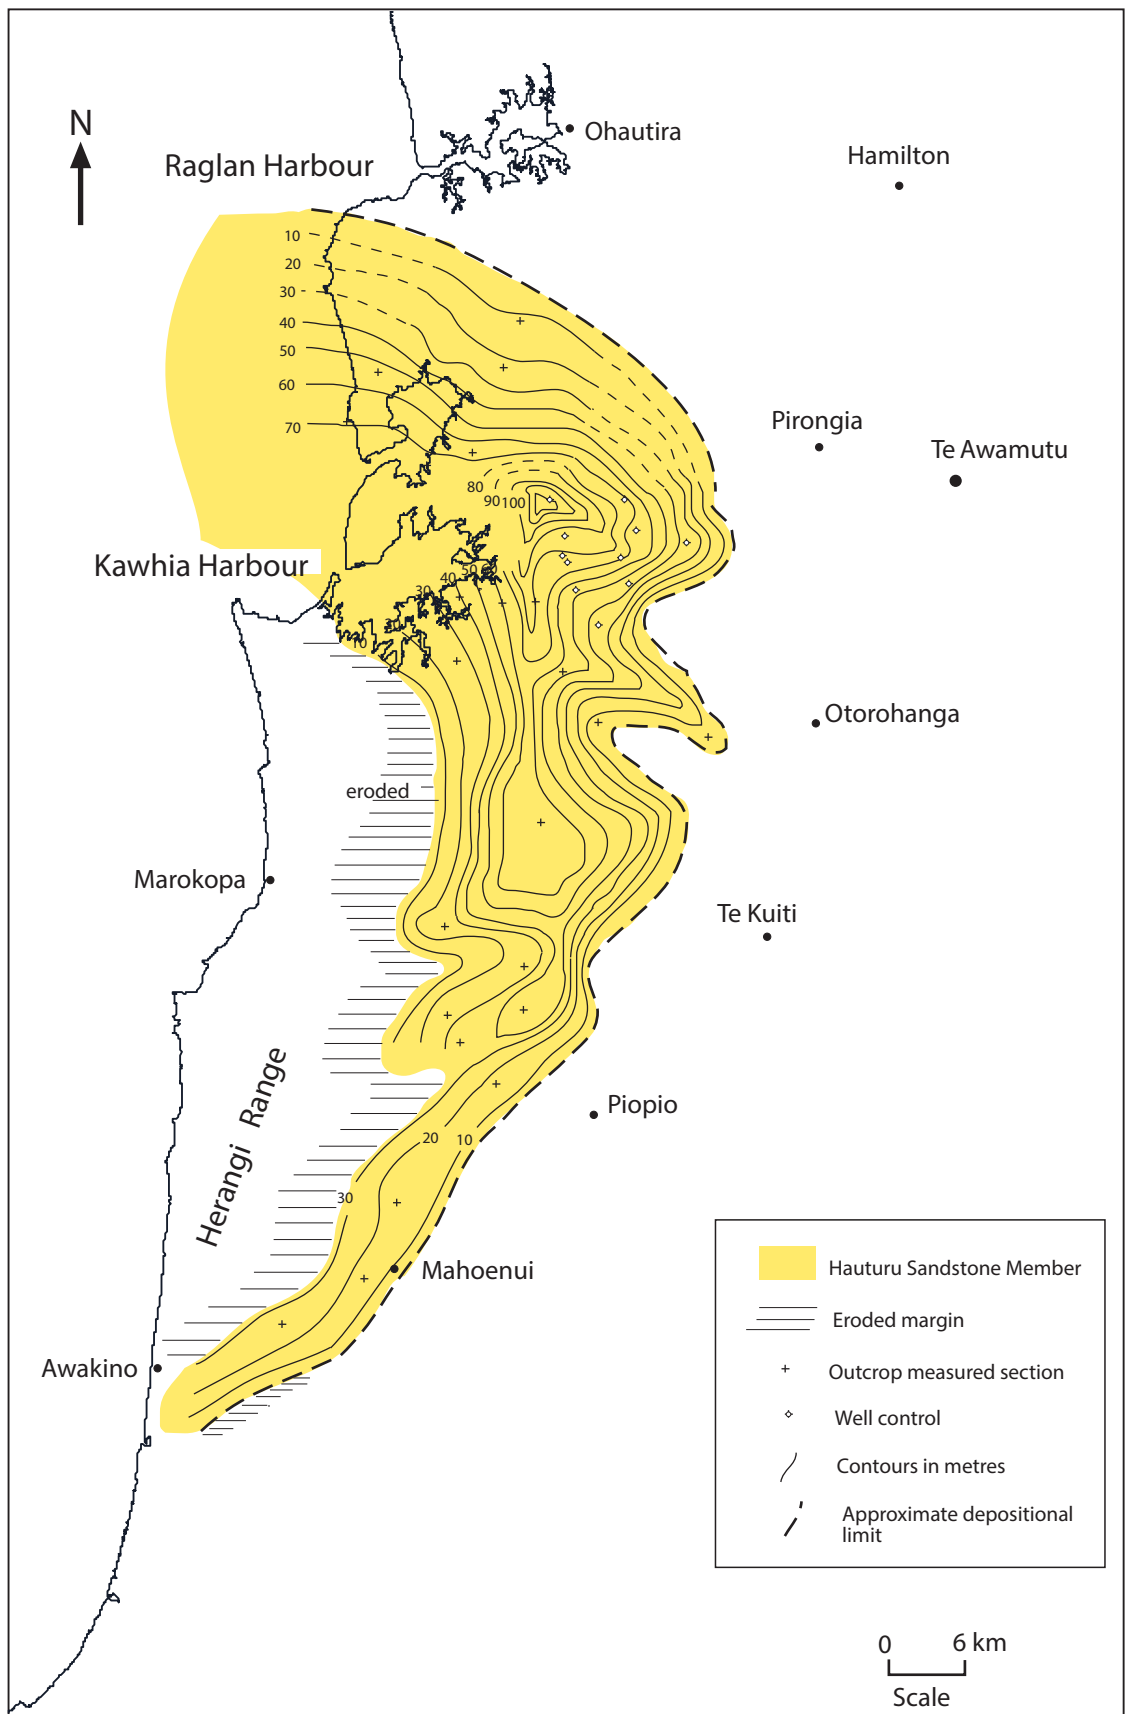 N
Ohautira
Raglan Harbour
Hamilton
10
20
30
40
50
60
70
Pirongia
Te Awamutu
80
90 100
Kawhia Harbour
50 60
40
30
20
10
Otorohanga
eroded
Marokopa
Te Kuiti
Herangi Range
Piopio
20
10
30
Mahoenui
Hauturu Sandstone Member
Eroded margin
Awakino
Outcrop measured section
Well control
Contours in metres
Approximate depositional
limit
0 6 km
Scale